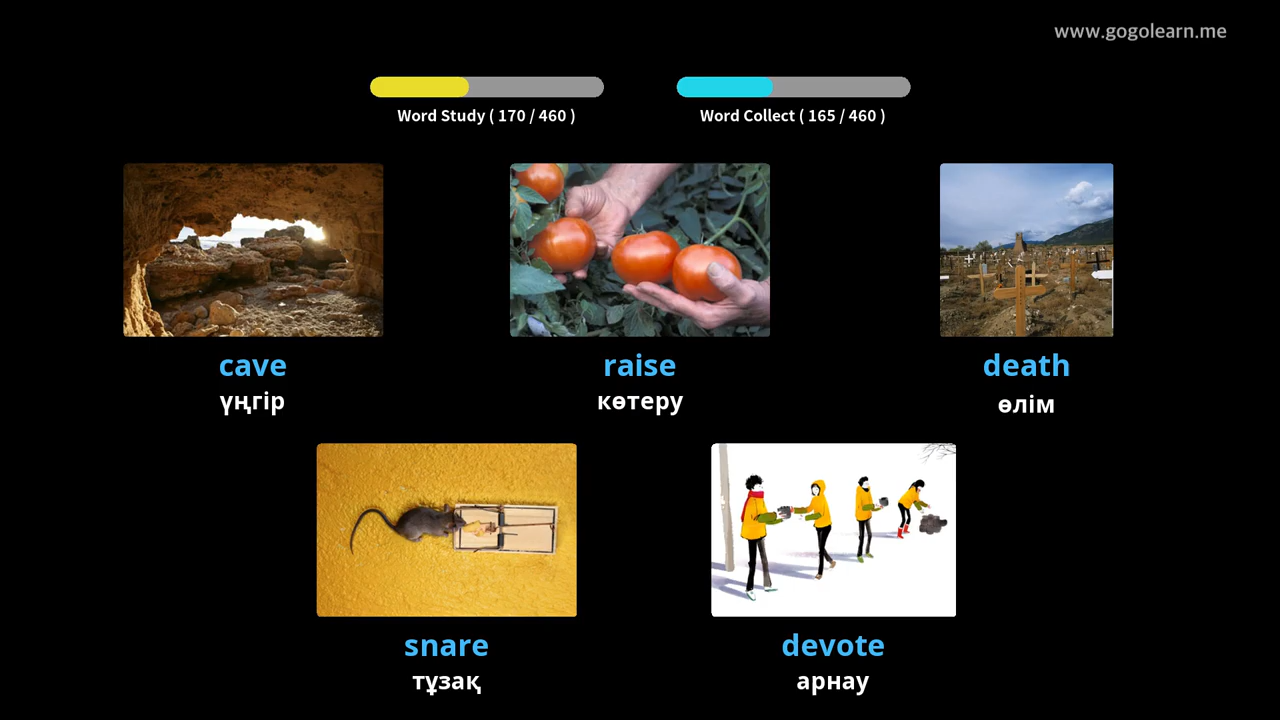 www.gogolearn.me
Word Study ( 170 / 460 )
Word Collect ( 165 / 460 )
cave
үңгір
raise
көтеру
death
өлім
snare
тұзақ
devote
арнау